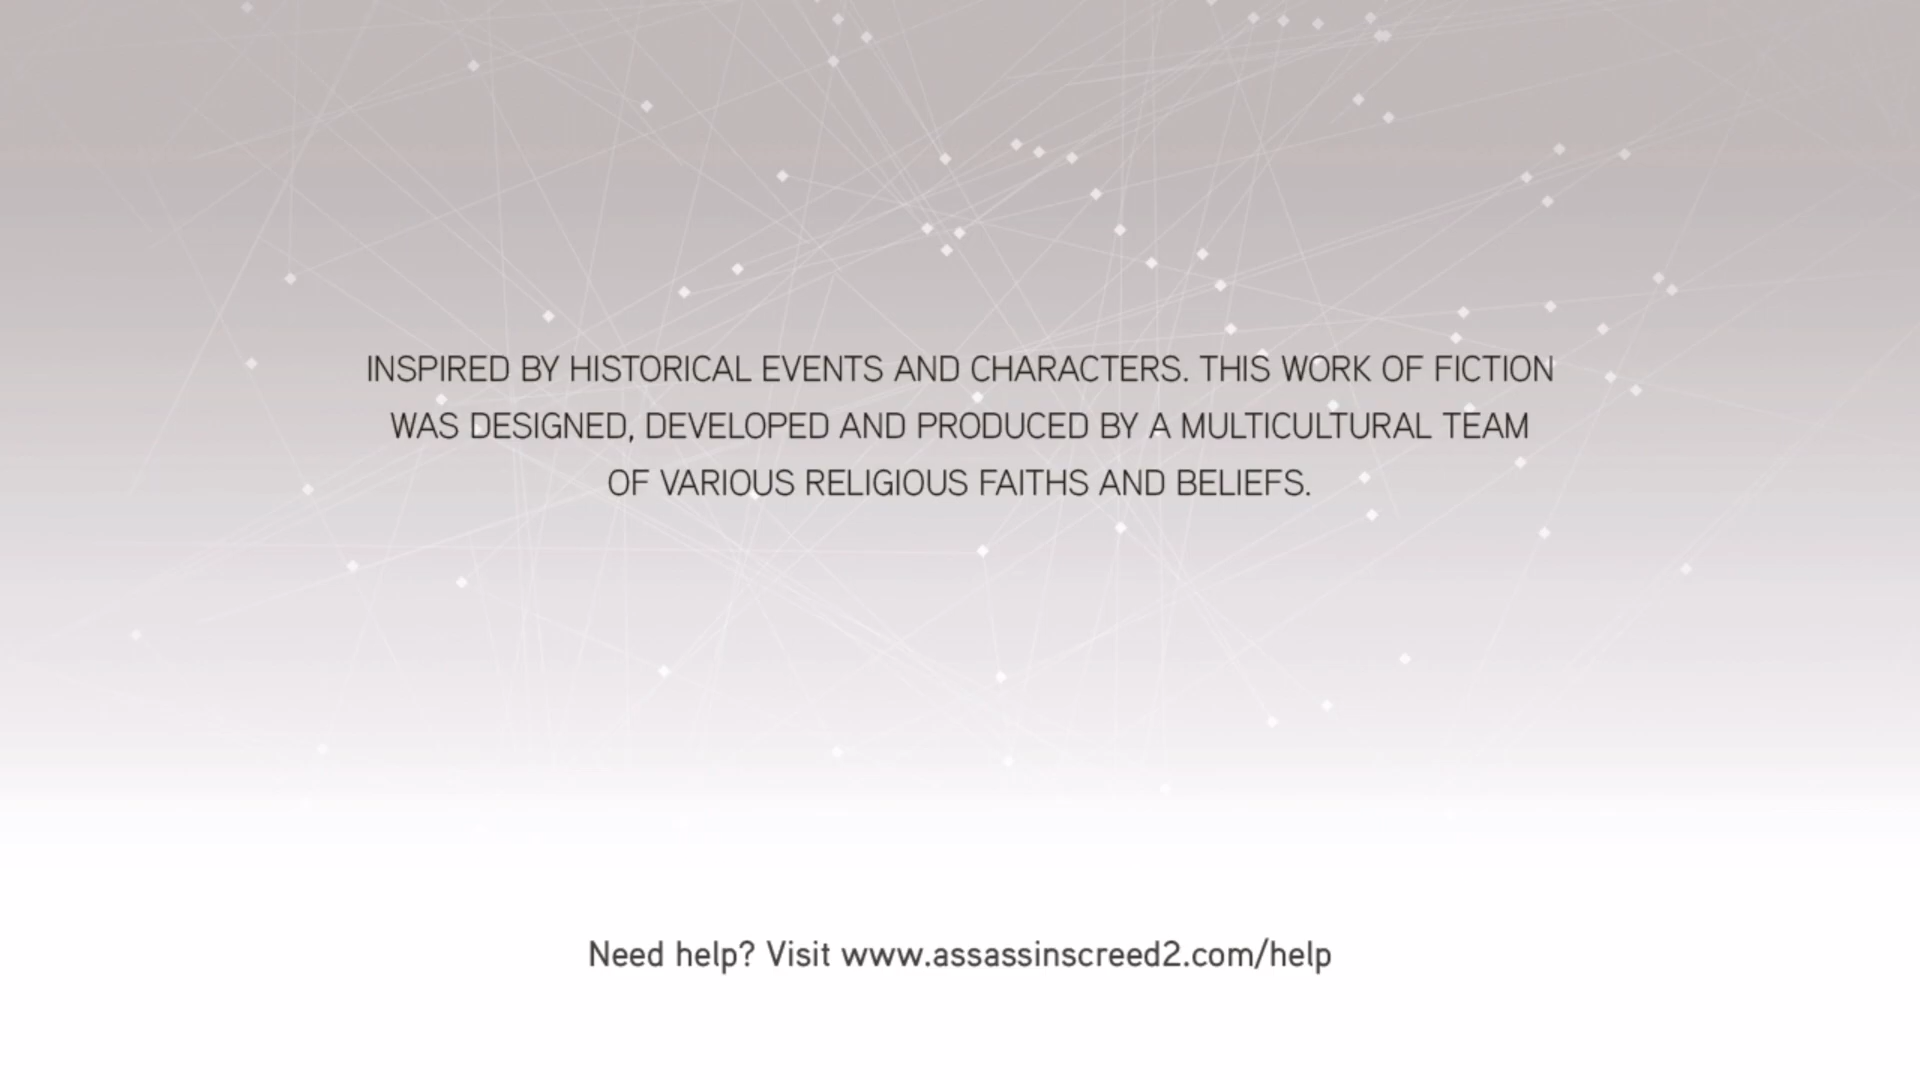 INSPIRED BY HISTORICAL EVENTS AND CHARACTERS. THIS WORK OF FICTION
WAS DESIGNED, DEVELOPED AND PRODUCED BY A MULTICULTURAL TEAM
OF VARIOUS RELIGIOUS FAITHS AND BELIEFS.
Need help? Visit www.assassinscreed2.com/help